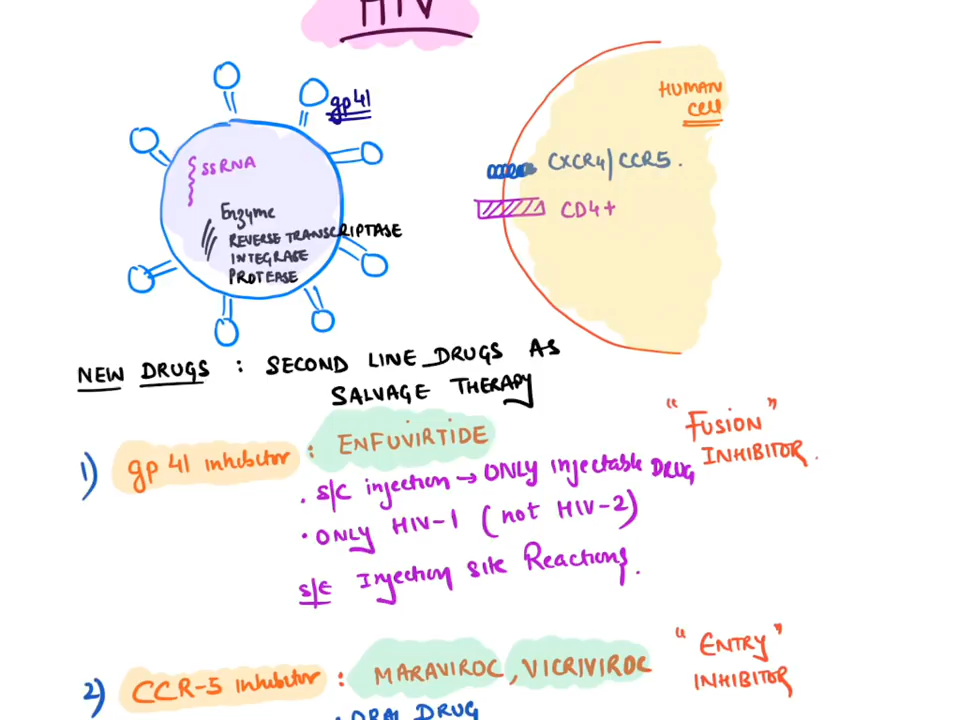 HIV
gp41
HUMAN
Cell
SSRNA
CXCR4/CCR5.
CD4+
Enzyme
REVERSE TRANSCRIPTASE
INTEGRASE
PROTEASE
NEW DRUGS : SECOND LINE DRUGS AS
SALVAGE THERAPY
1) gp 41 inhibitor : ENFUVIRTIDE
"FUSION"
INHIBITOR.
. S/C injection → ONLY injectable DRUG
. ONLY HIV-1 (not HIV-2)
S/E Injection Site Reactions.
2) CCR-5 inhibitor : MARAVIROC, VICRIVIROC
"ENTRY"
INHIBITOR
. ORAL DRUG